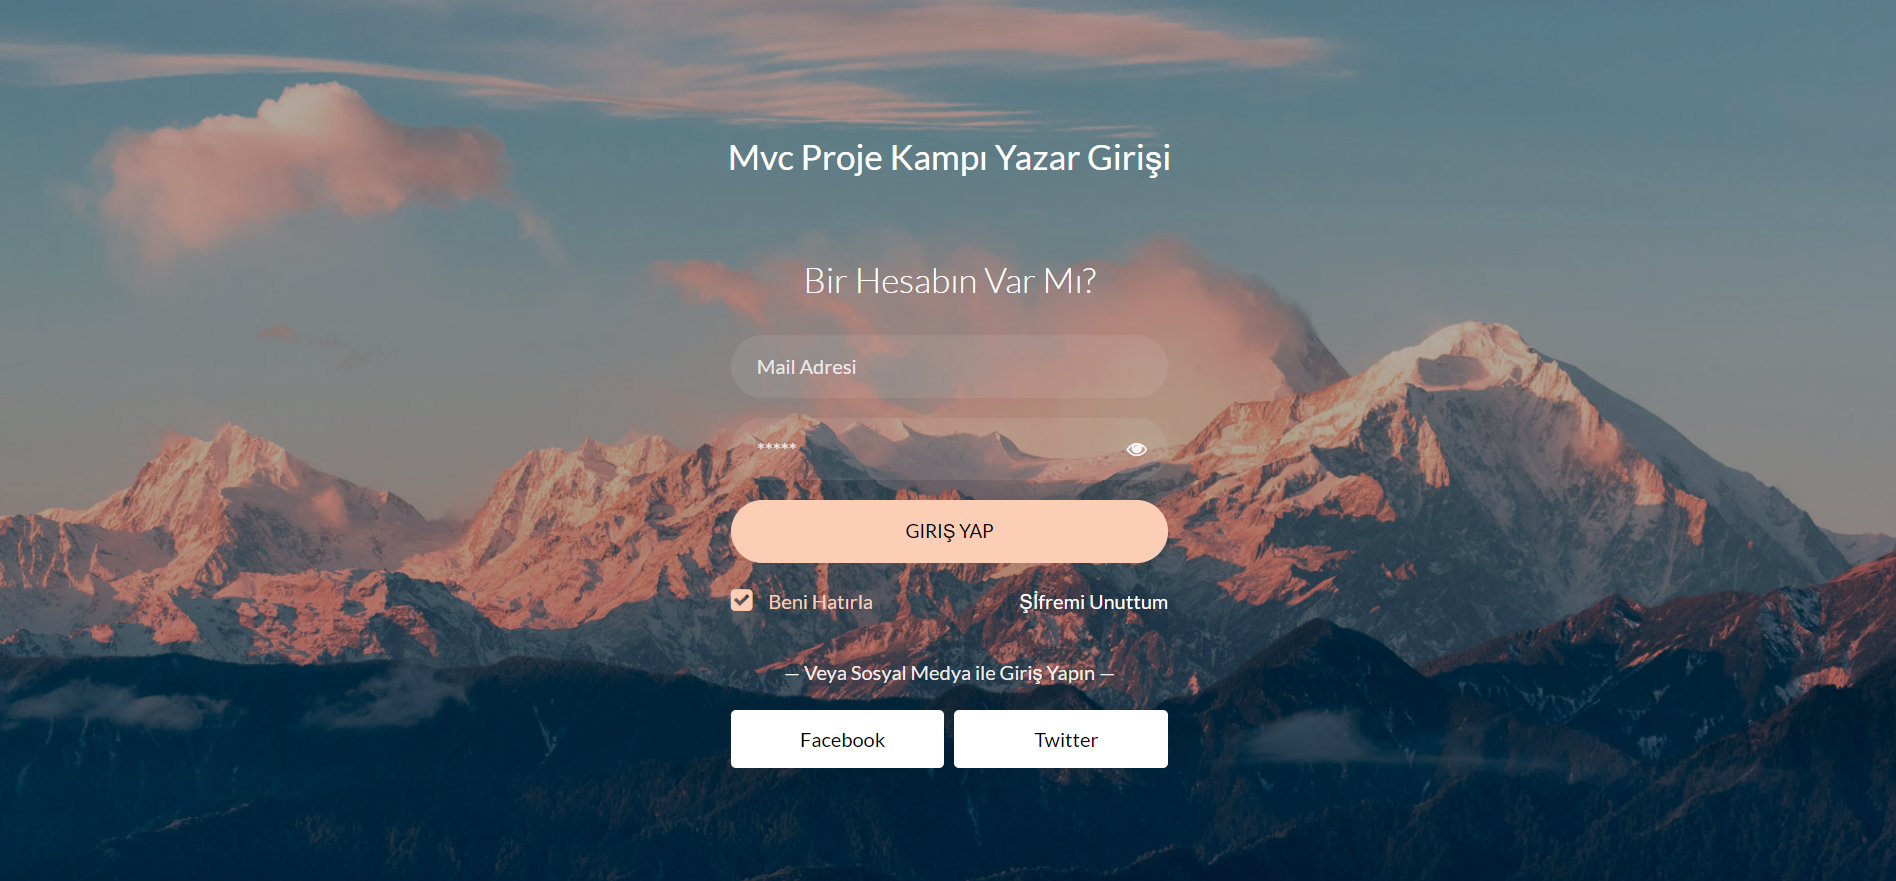 Mvc Proje Kampı Yazar Girişi
Bir Hesabın Var Mı?
Mail Adresi
*****
GIRIŞ YAP
Beni Hatırla
Şİfremi Unuttum
— Veya Sosyal Medya ile Giriş Yapın —
Facebook
Twitter